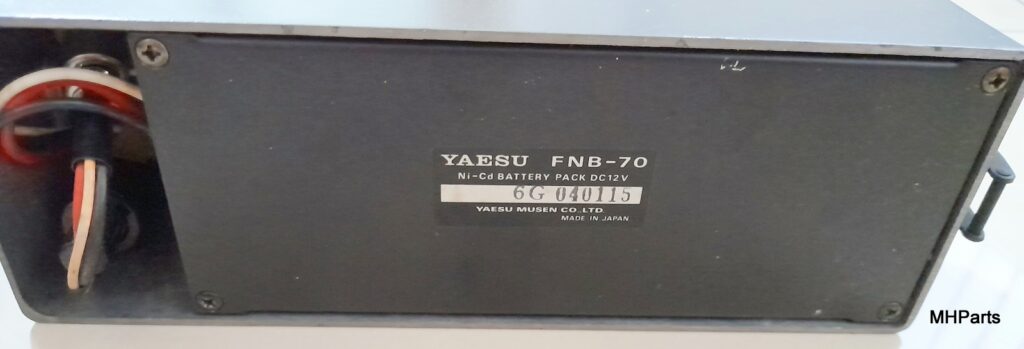 YAESU FNB-70
Ni-Cd BATTERY PACK DC12V
6G 040115
YAESU MUSEN CO.,LTD.
MADE IN JAPAN
MHParts